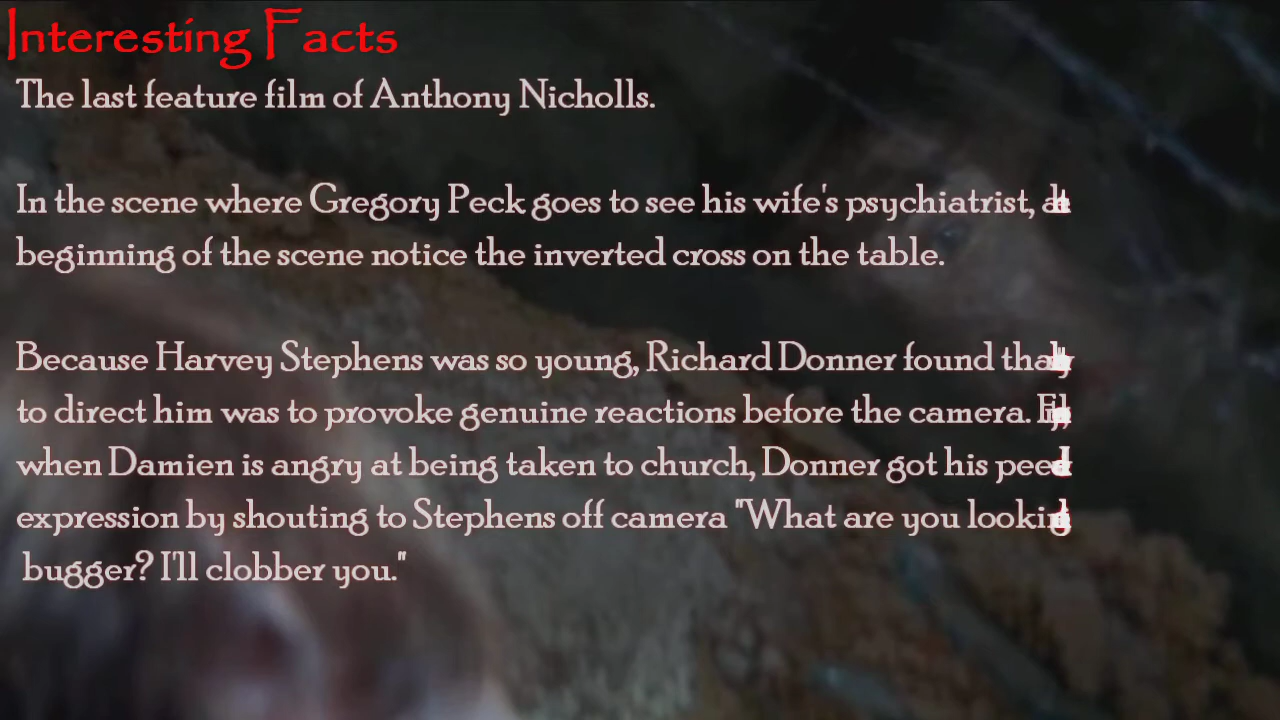 Interesting Facts
The last feature film of Anthony Nicholls.
In the scene where Gregory Peck goes to see his wife's psychiatrist,
beginning of the scene notice the inverted cross on the table.
Because Harvey Stephens was so young, Richard Donner found
to direct him was to provoke genuine reactions before the camera.
when Damien is angry at being taken to church, Donner got his
expression by shouting to Stephens off camera "What are you
bugger? I'll clobber you."